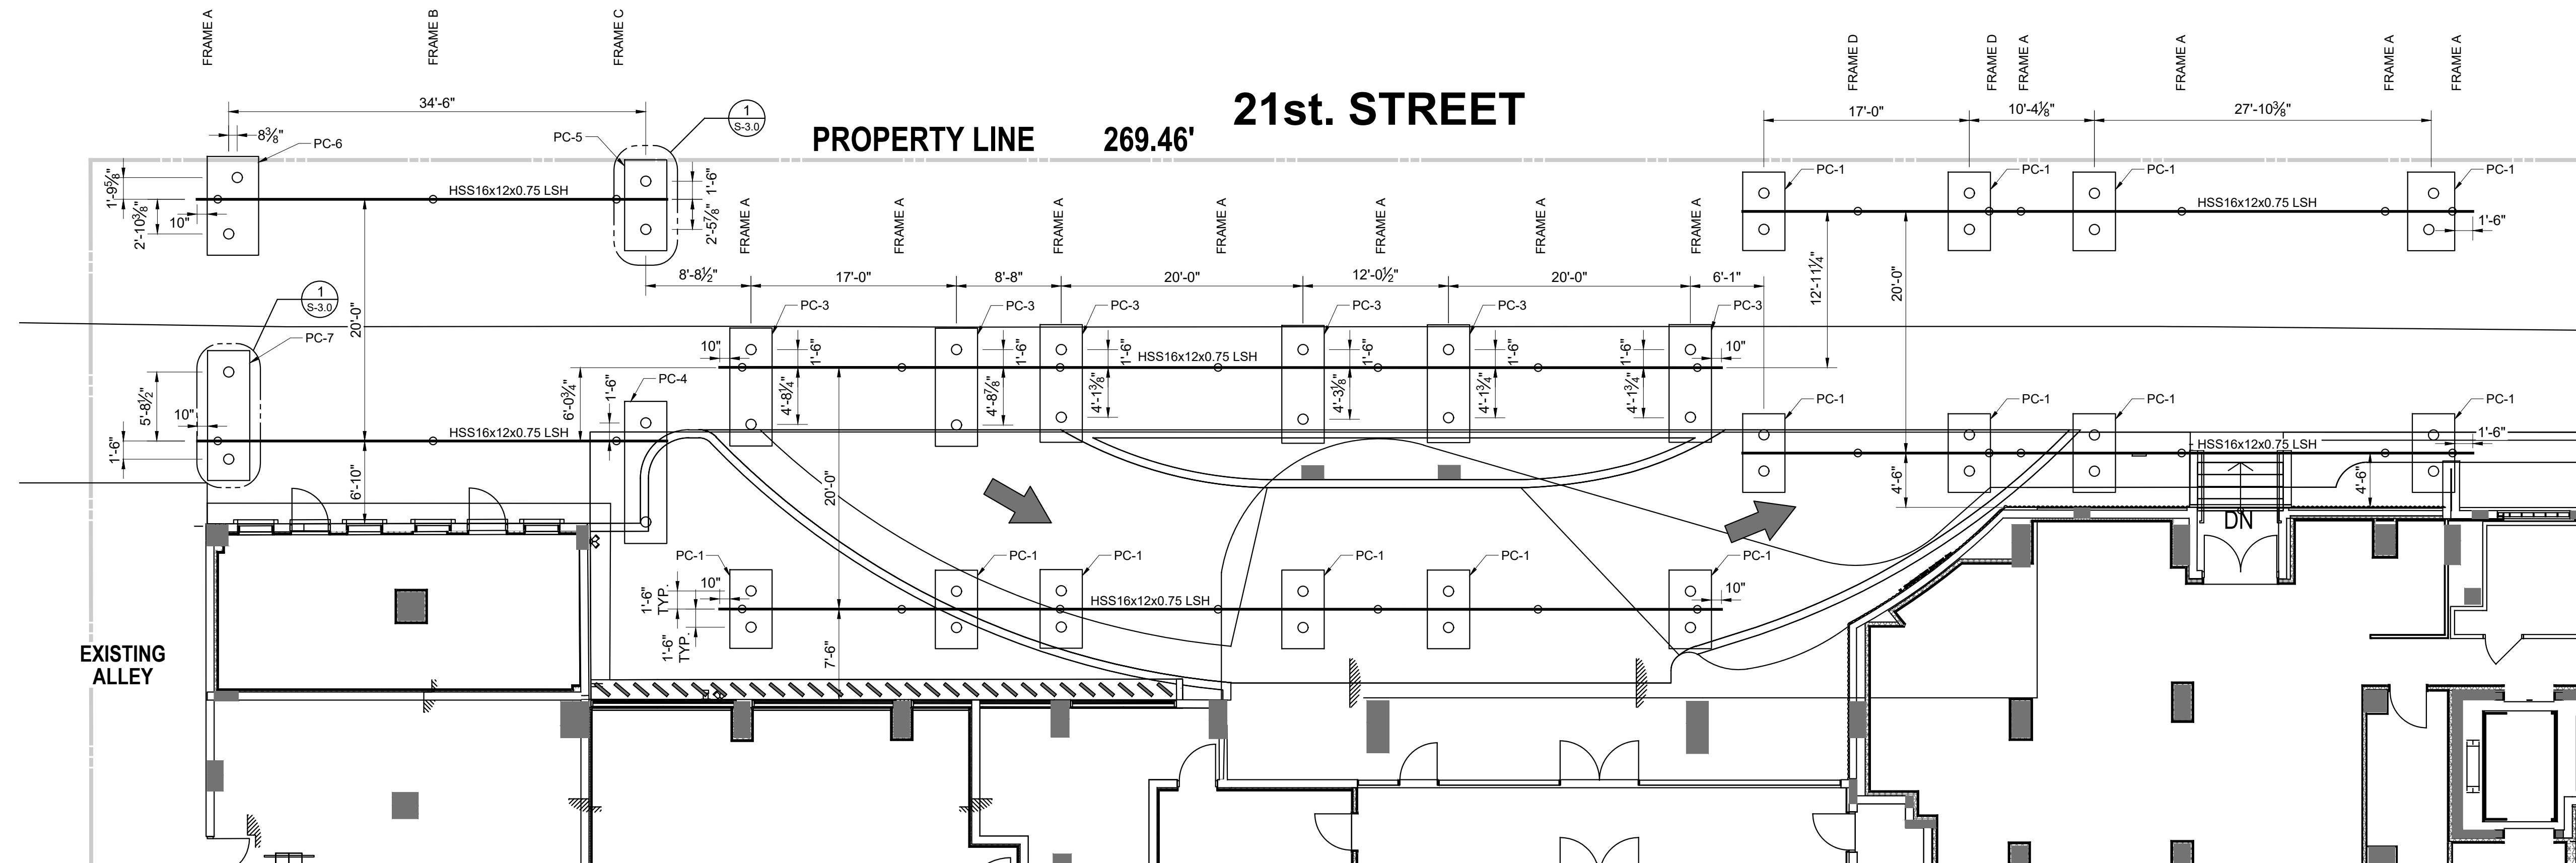 FRAME A
FRAME B
FRAME C
FRAME D
FRAME D
FRAME A
FRAME A
FRAME A
FRAME A
21st. STREET
PROPERTY LINE 269.46'
34'-6"
8⅜"
PC-6
PC-5
1
S-3.0
1'-9⅝"
2'-10⅜"
10"
HSS16x12x0.75 LSH
1'-6"
2'-5⅞"
17'-0"
10'-4⅛"
27'-10⅜"
PC-1
PC-1
PC-1
PC-1
HSS16x12x0.75 LSH
1'-6"
FRAME A
FRAME A
FRAME A
FRAME A
FRAME A
FRAME A
FRAME A
8'-8½"
17'-0"
8'-8"
20'-0"
12'-0½"
20'-0"
6'-1"
12'-11¼"
20'-0"
1
S-3.0
PC-7
20'-0"
PC-3
PC-3
PC-3
PC-3
PC-3
PC-3
10"
1'-6"
1'-6"
1'-6"
HSS16x12x0.75 LSH
1'-6"
1'-6"
1'-6"
10"
4'-8¼"
4'-8⅞"
4'-1⅜"
4'-3⅛"
4'-1¾"
4'-1¾"
5'-8½"
10"
1'-6"
HSS16x12x0.75 LSH
6'-0¾"
1'-6"
PC-4
6'-10"
PC-1
PC-1
PC-1
PC-1
HSS16x12x0.75 LSH
1'-6"
4'-6"
4'-6"
DN
20'-0"
PC-1
PC-1
PC-1
PC-1
PC-1
PC-1
10"
1'-6"
TYP.
HSS16x12x0.75 LSH
10"
1'-6"
TYP.
7'-6"
EXISTING
ALLEY